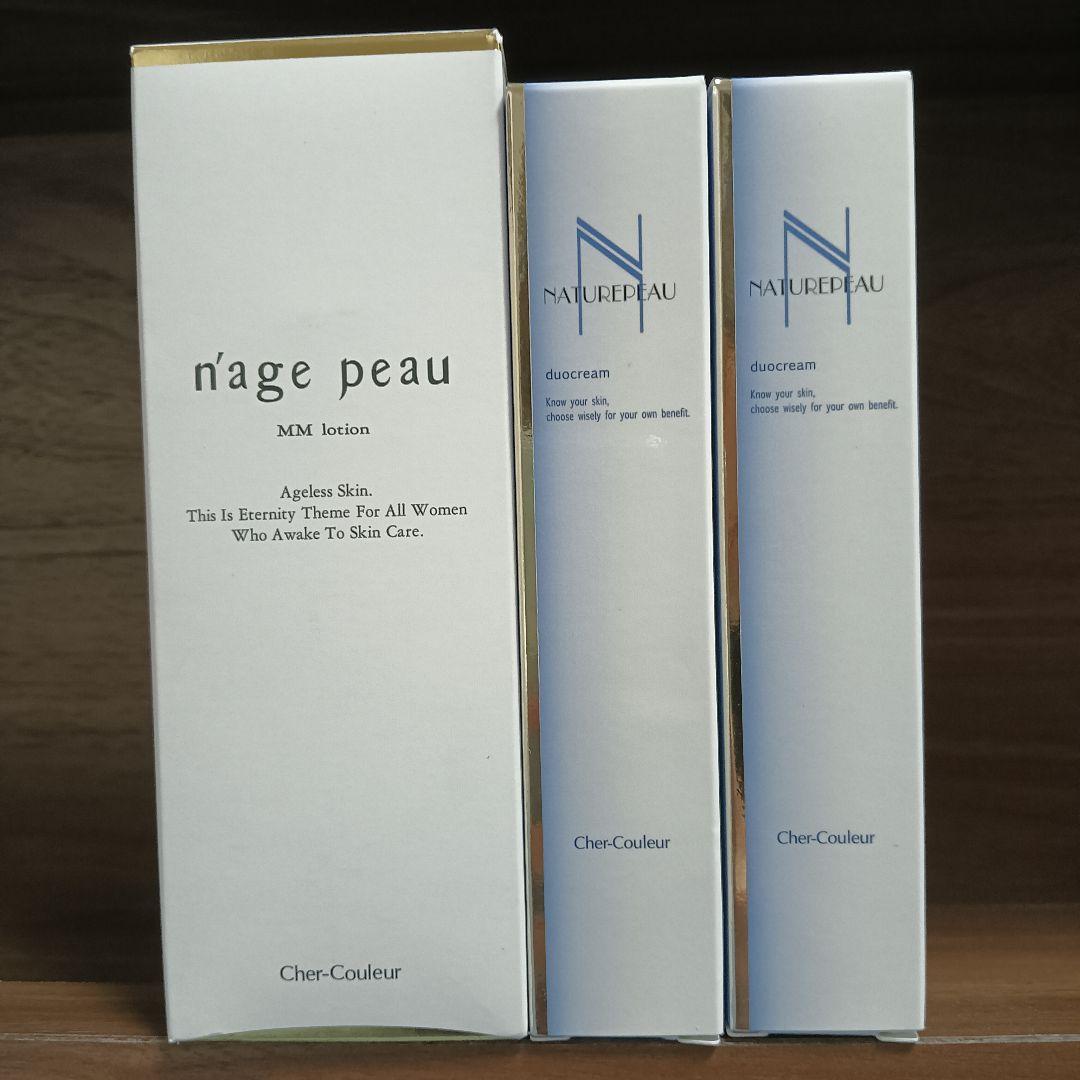 n'age peau
MM lotion
Ageless Skin.
This Is Eternity Theme For All Women
Who Awake To Skin Care.
Cher-Couleur
N
NATUREPEAU
duocream
Know your skin,
choose wisely for your own benefit.
Cher-Couleur
N
NATUREPEAU
duocream
Know your skin,
choose wisely for your own benefit.
Cher-Couleur